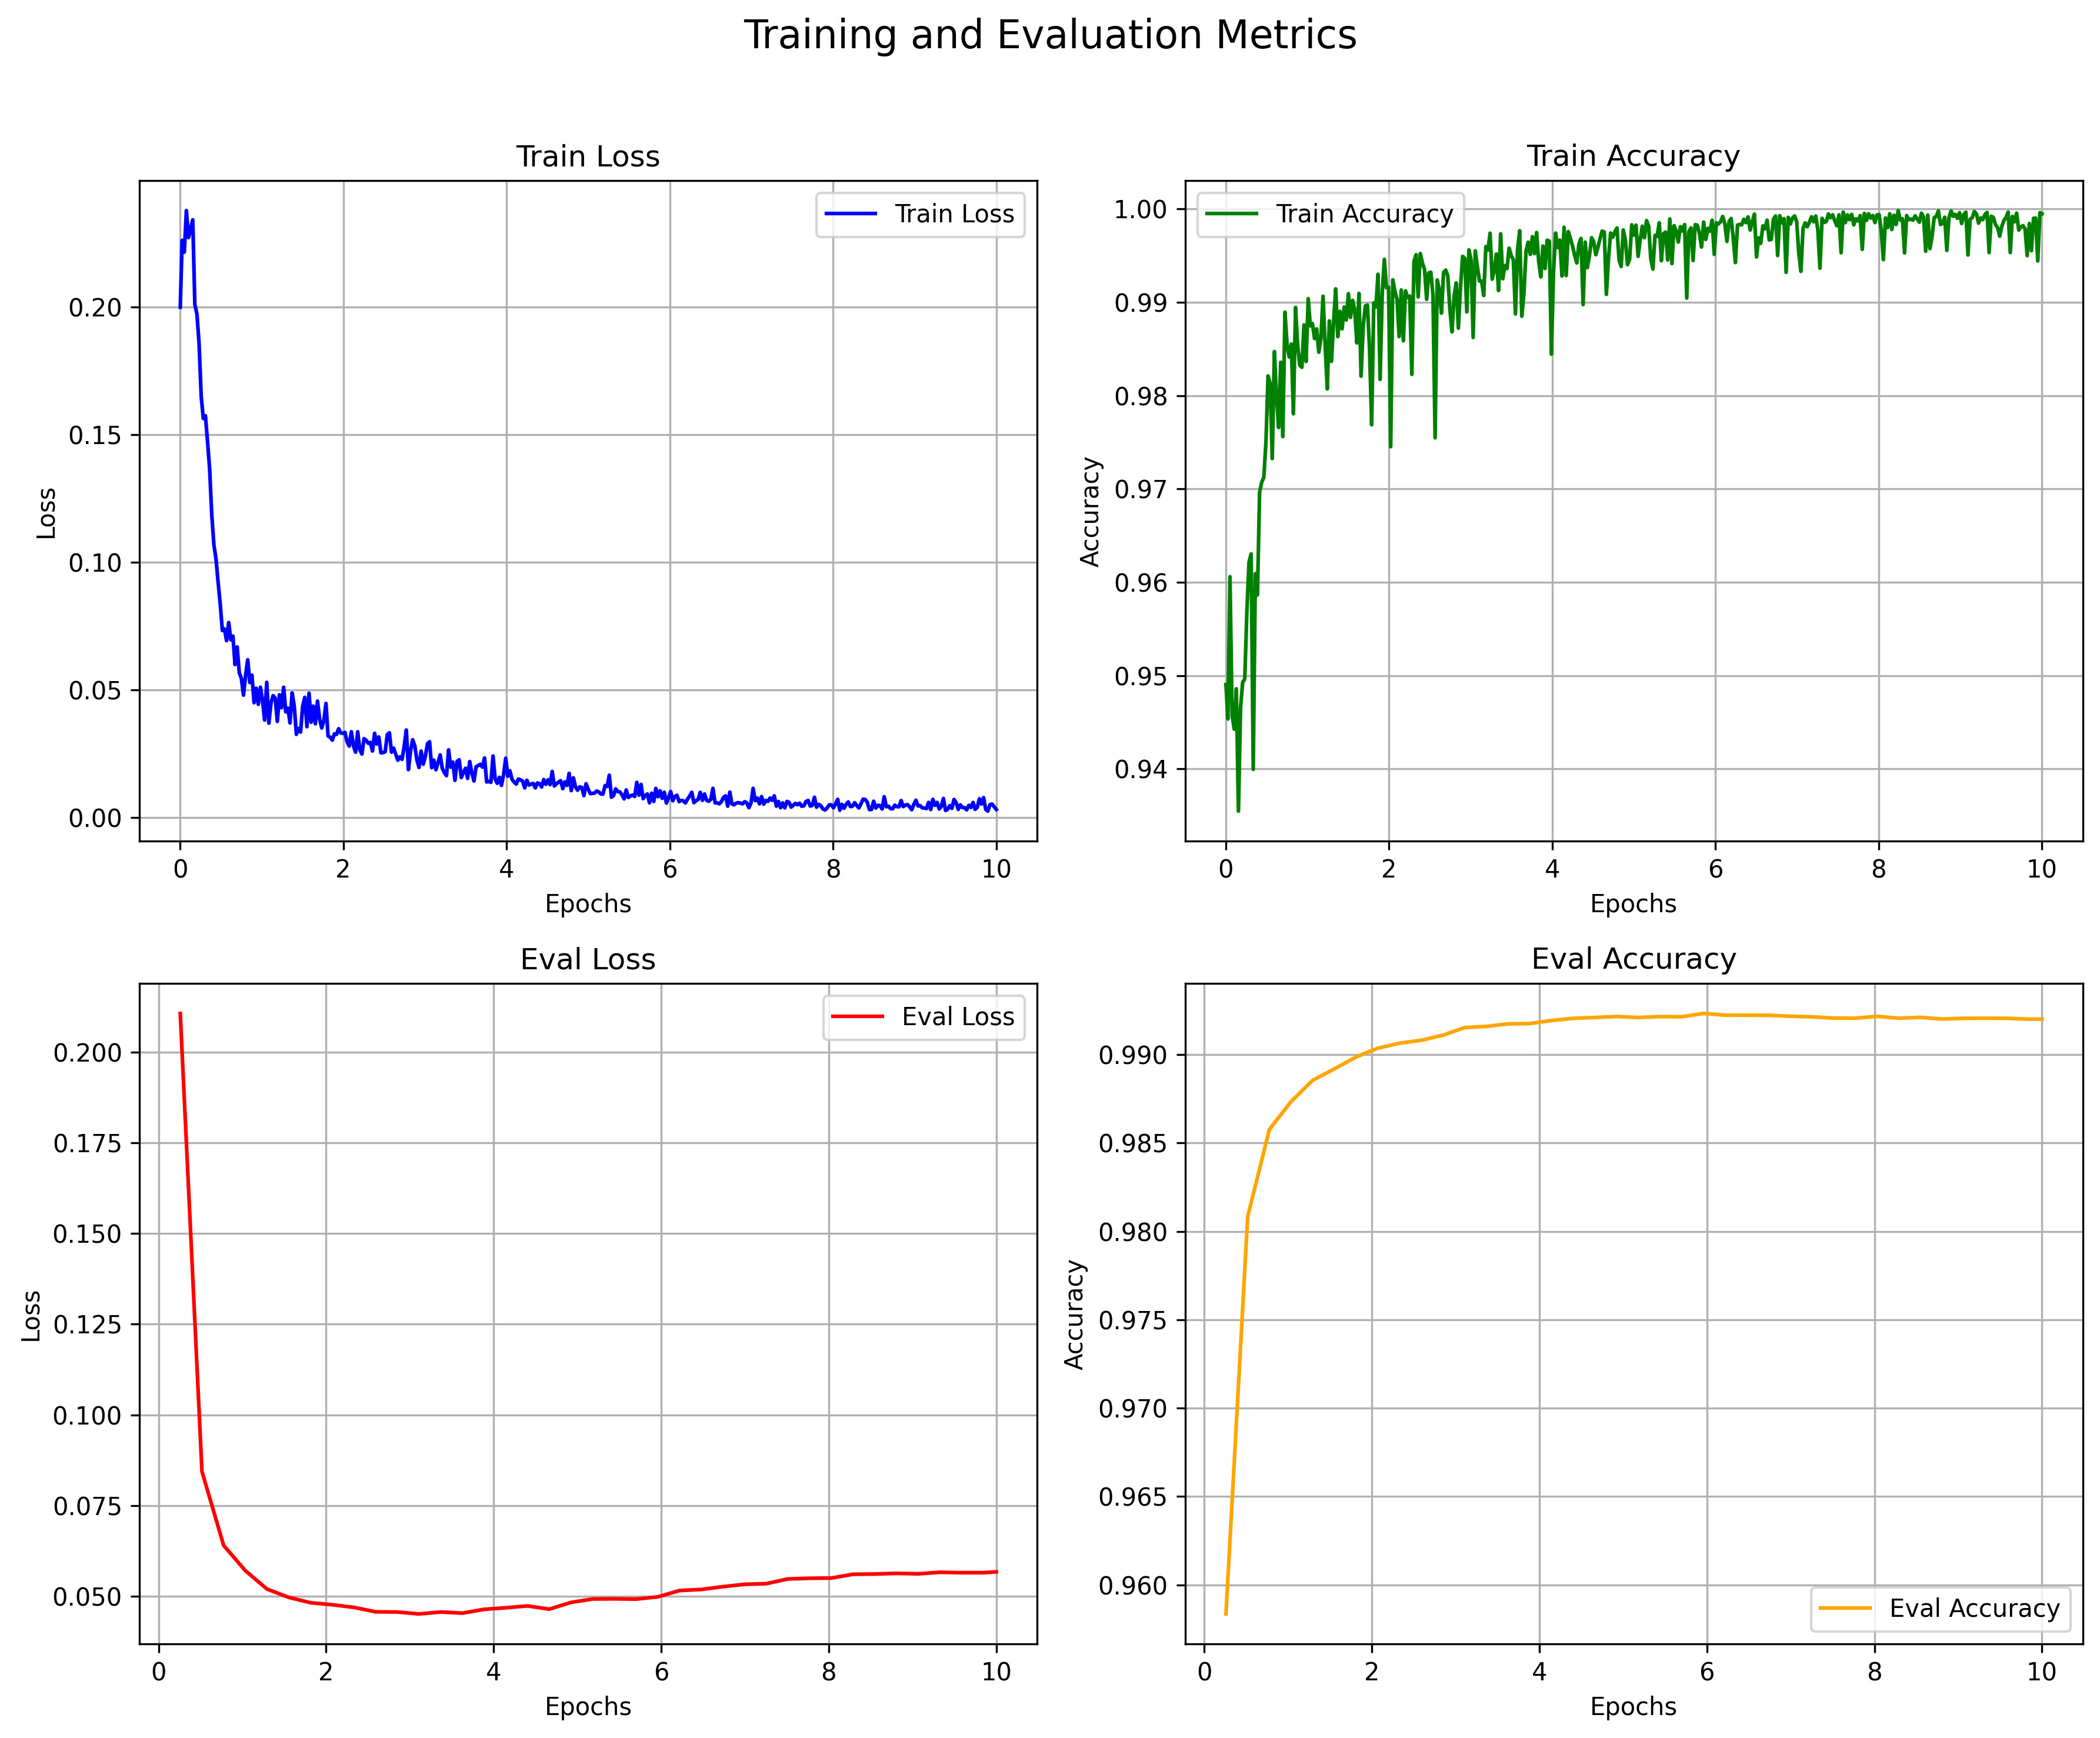 Training and Evaluation Metrics
Train Loss
Train Loss
Loss
0.20
0.15
0.10
0.05
0.00
0 2 4 6 8 10
Epochs
Train Accuracy
Train Accuracy
Accuracy
1.00
0.99
0.98
0.97
0.96
0.95
0.94
0 2 4 6 8 10
Epochs
Eval Loss
Eval Loss
Loss
0.200
0.175
0.150
0.125
0.100
0.075
0.050
0 2 4 6 8 10
Epochs
Eval Accuracy
Accuracy
0.990
0.985
0.980
0.975
0.970
0.965
0.960
Eval Accuracy
0 2 4 6 8 10
Epochs